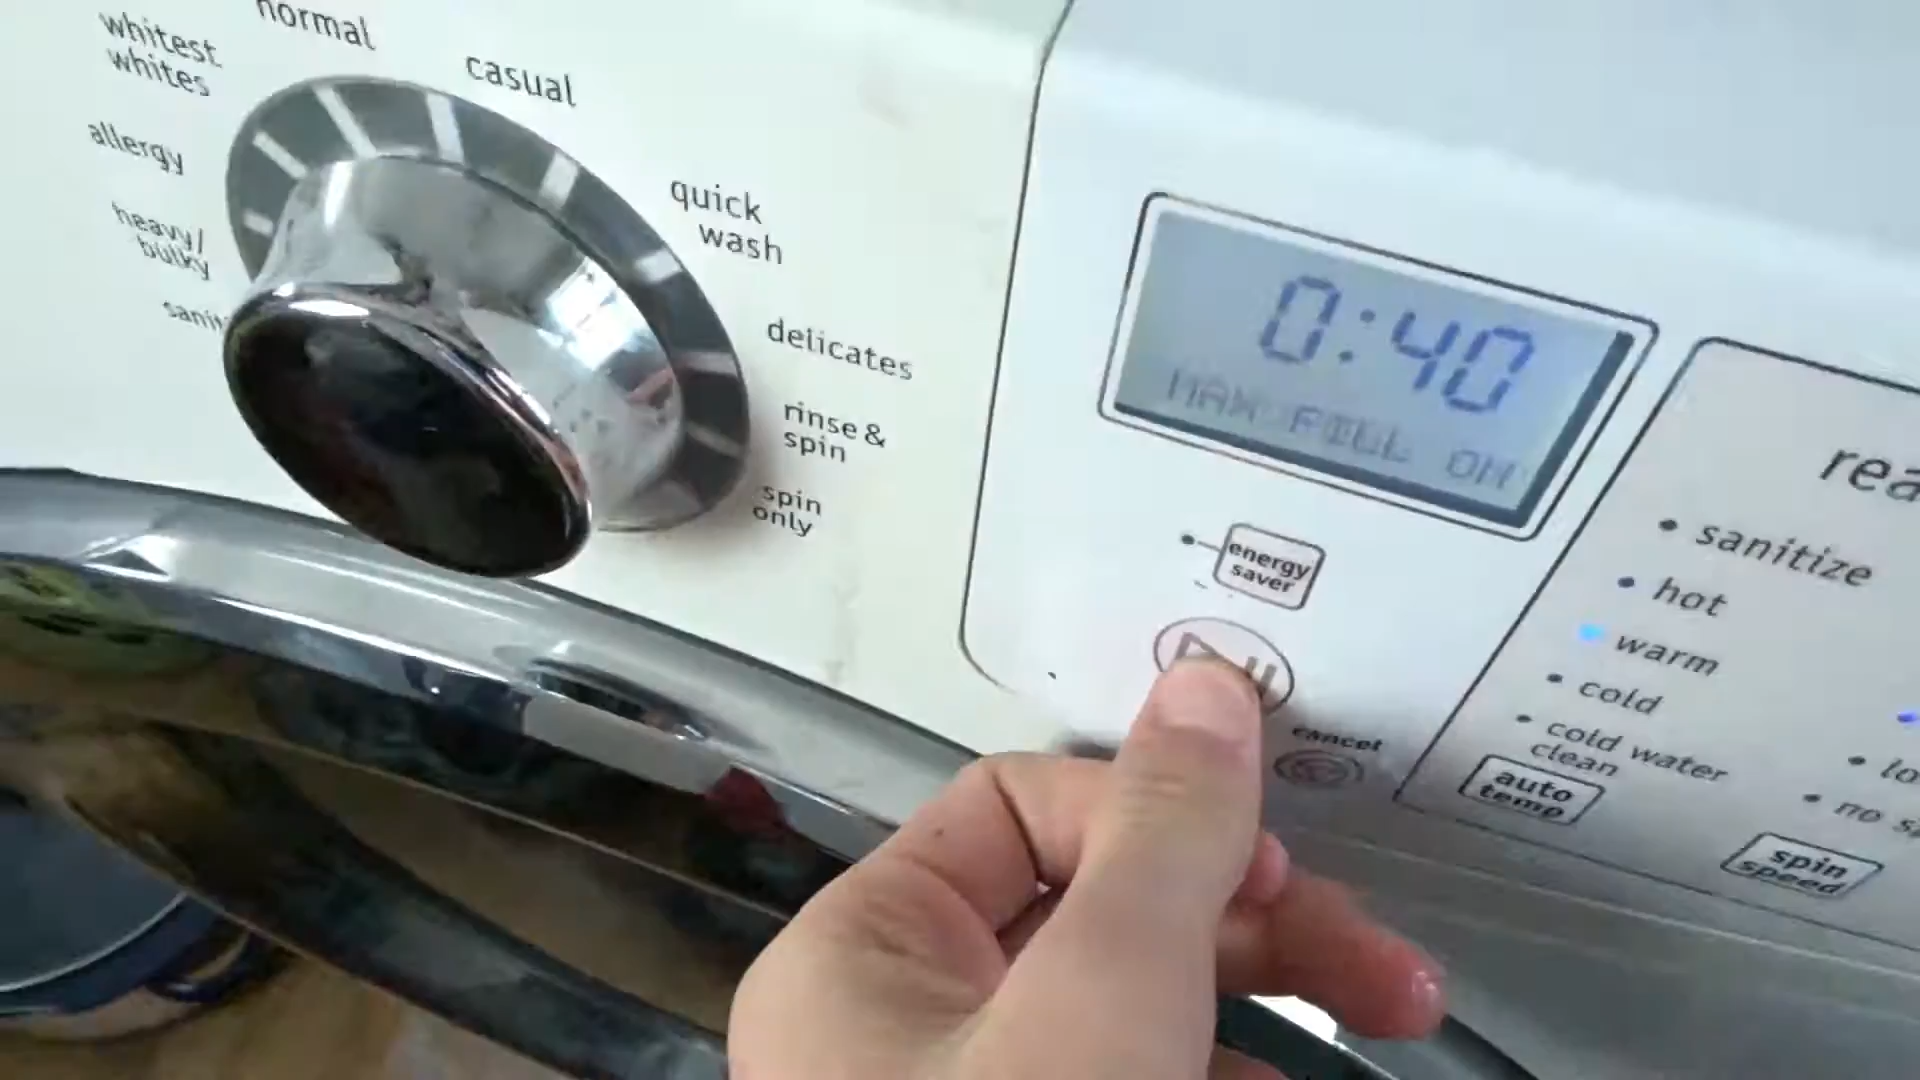 normal
whitest
whites
casual
allergy
quick
wash
heavy/
bulky
delicates
rinse &
spin
spin
only
0:40
MAX FILL ON
energy
saver
cancel
sanitize
hot
warm
cold
cold water
clean
auto
temp
spin
speed